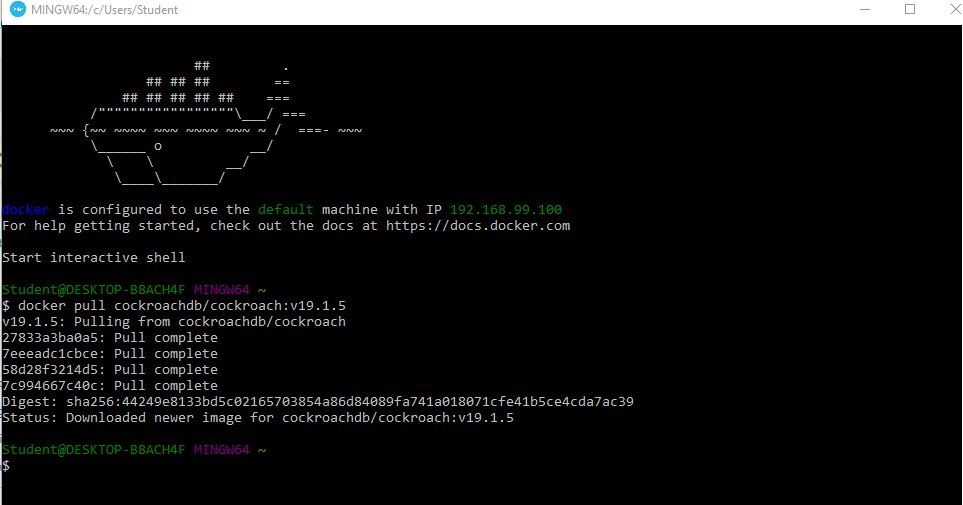 MINGW64:/c/Users/Student
                        ##         .
                  ## ## ##        ==
               ## ## ## ## ##    ===
           /"""""""""""""""""\___/ ===
      ~~~ {~~ ~~~~ ~~~ ~~~~ ~~~ ~ /  ===- ~~~
           \______ o           __/
             \    \         __/
              \____\_______/
docker is configured to use the default machine with IP 192.168.99.100
For help getting started, check out the docs at https://docs.docker.com
Start interactive shell
Student@DESKTOP-B8ACH4F MINGW64 ~
$ docker pull cockroachdb/cockroach:v19.1.5
v19.1.5: Pulling from cockroachdb/cockroach
27833a3ba0a5: Pull complete
7eeeadc1cbce: Pull complete
58d28f3214d5: Pull complete
7c994667c40c: Pull complete
Digest: sha256:44249e8133bd5c02165703854a86d84089fa741a018071cfe41b5ce4cda7ac39
Status: Downloaded newer image for cockroachdb/cockroach:v19.1.5
Student@DESKTOP-B8ACH4F MINGW64 ~
$